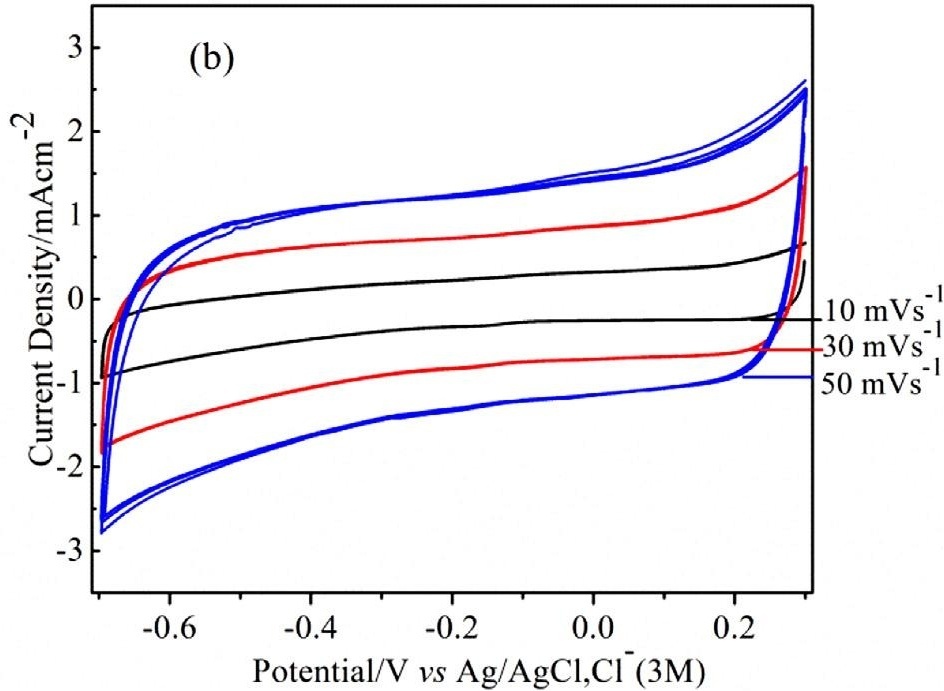 (b)
Current Density/mAcm⁻²
3
2
1
0
-1
-2
-3
10 mVs⁻¹
30 mVs⁻¹
50 mVs⁻¹
-0.6 -0.4 -0.2 0.0 0.2
Potential/V vs Ag/AgCl,Cl⁻(3M)